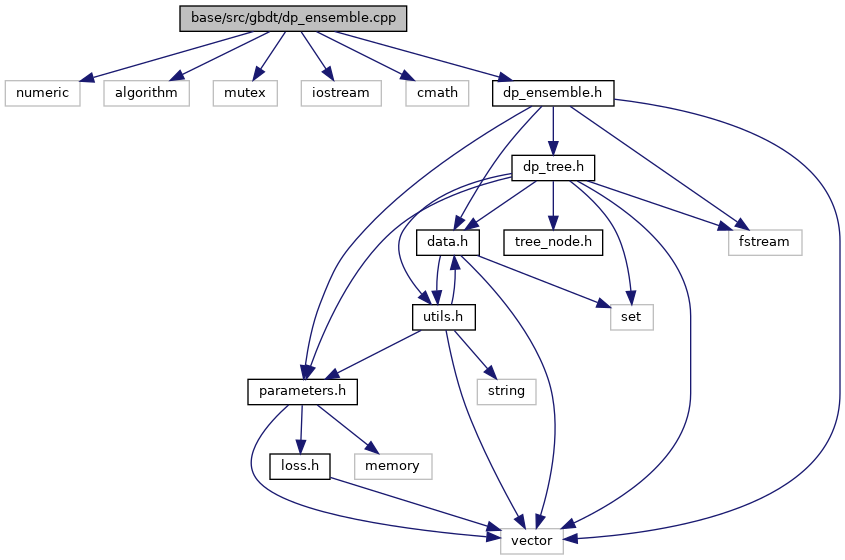 base/src/gbdt/dp_ensemble.cpp
numeric
algorithm
mutex
iostream
cmath
dp_ensemble.h
dp_tree.h
data.h
tree_node.h
fstream
utils.h
set
parameters.h
string
loss.h
memory
vector